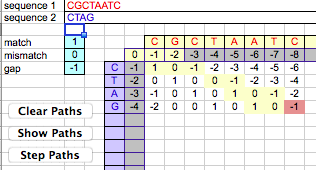 sequence 1 CGCTAATC
sequence 2 CTAG
match 1 C G C T A A T C
mismatch 0 0 -1 -2 -3 -4 -5 -6 -7 -8
gap -1 C -1 1 0 -1 -2 -3 -4 -5 -6
T -2 0 1 0 0 -1 -2 -3 -4
A -3 -1 0 1 0 1 0 -1 -2
Clear Paths G -4 -2 0 0 1 0 1 0 -1
Show Paths
Step Paths